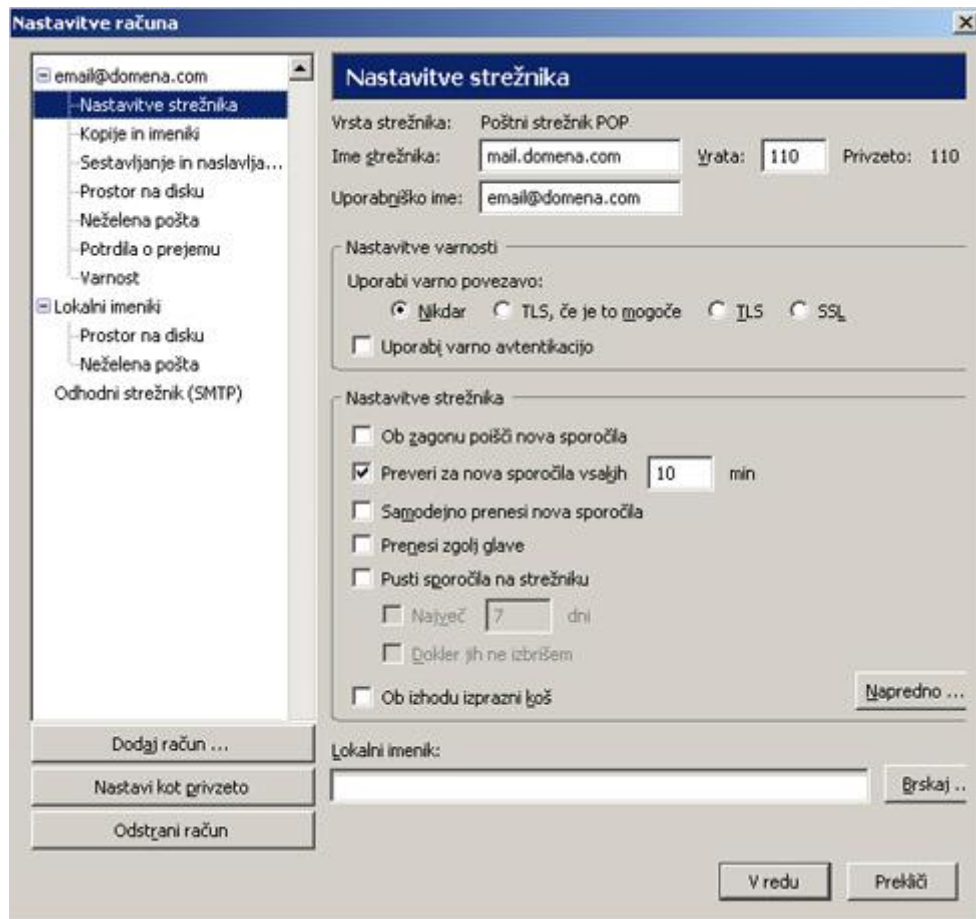 Nastavitve računa
email@domena.com
Nastavitve strežnika
Kopije in imeniki
Sestavljanje in naslavlja...
Prostor na disku
Neželena pošta
Potrdila o prejemu
Varnost
Lokalni imeniki
Prostor na disku
Neželena pošta
Odhodni strežnik (SMTP)
Dodaj račun ...
Nastavi kot privzeto
Odstrani račun
Nastavitve strežnika
Vrsta strežnika: Poštni strežnik POP
Ime strežnika: mail.domena.com Vrata: 110 Privzeto: 110
Uporabniško ime: email@domena.com
Nastavitve varnosti
Uporabi varno povezavo:
Nikdar TLS, če je to mogoče TLS SSL
Uporabi varno avtentikacijo
Nastavitve strežnika
Ob zagonu poišči nova sporočila
Preveri za nova sporočila vsakih 10 min
Samodejno prenesi nova sporočila
Prenesi zgolj glave
Pusti sporočila na strežniku
Največ 7 dni
Dokler jih ne izbrišem
Ob izhodu izprazni koš
Napredno ...
Lokalni imenik:
Brskaj ..
V redu Prekliči